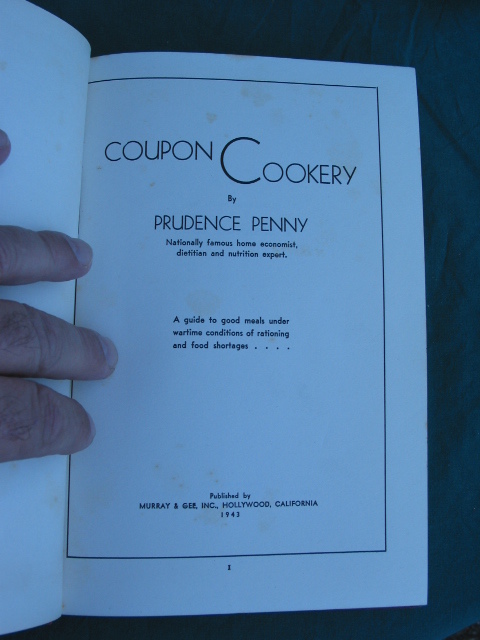 COUPON COOKERY
By
PRUDENCE PENNY
Nationally famous home economist,
dietitian and nutrition expert.
A guide to good meals under
wartime conditions of rationing
and food shortages . . . .
Published by
MURRAY & GEE, INC., HOLLYWOOD, CALIFORNIA
1943
I